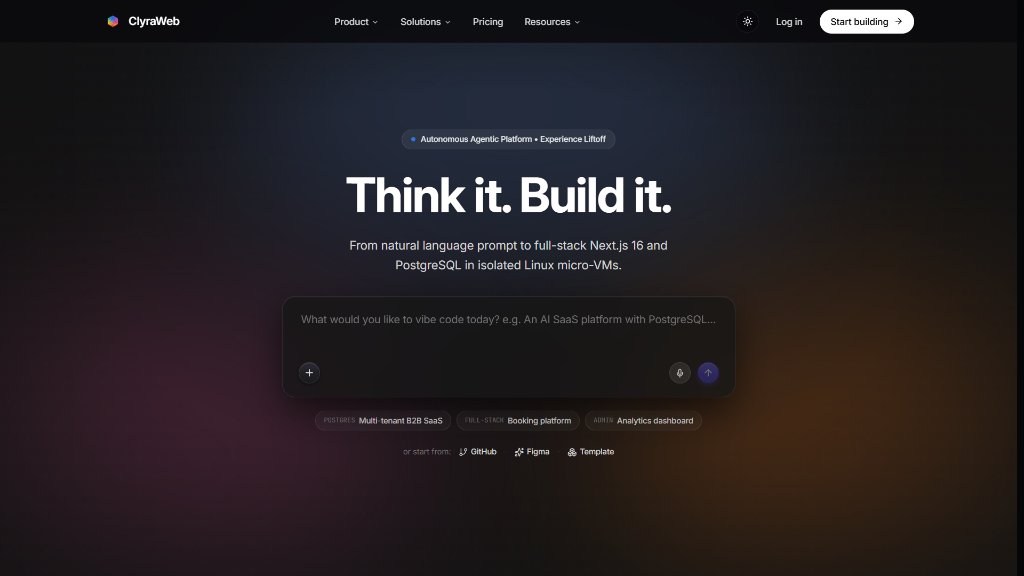 ClyraWeb
Product
Solutions
Pricing
Resources
Log in
Start building
Autonomous Agentic Platform • Experience Liftoff
Think it. Build it.
From natural language prompt to full-stack Next.js 16 and
PostgreSQL in isolated Linux micro-VMs.
What would you like to vibe code today? e.g. An AI SaaS platform with PostgreSQL...
POSTGRES Multi-tenant B2B SaaS
FULL-STACK Booking platform
ADMIN Analytics dashboard
or start from:
GitHub
Figma
Template